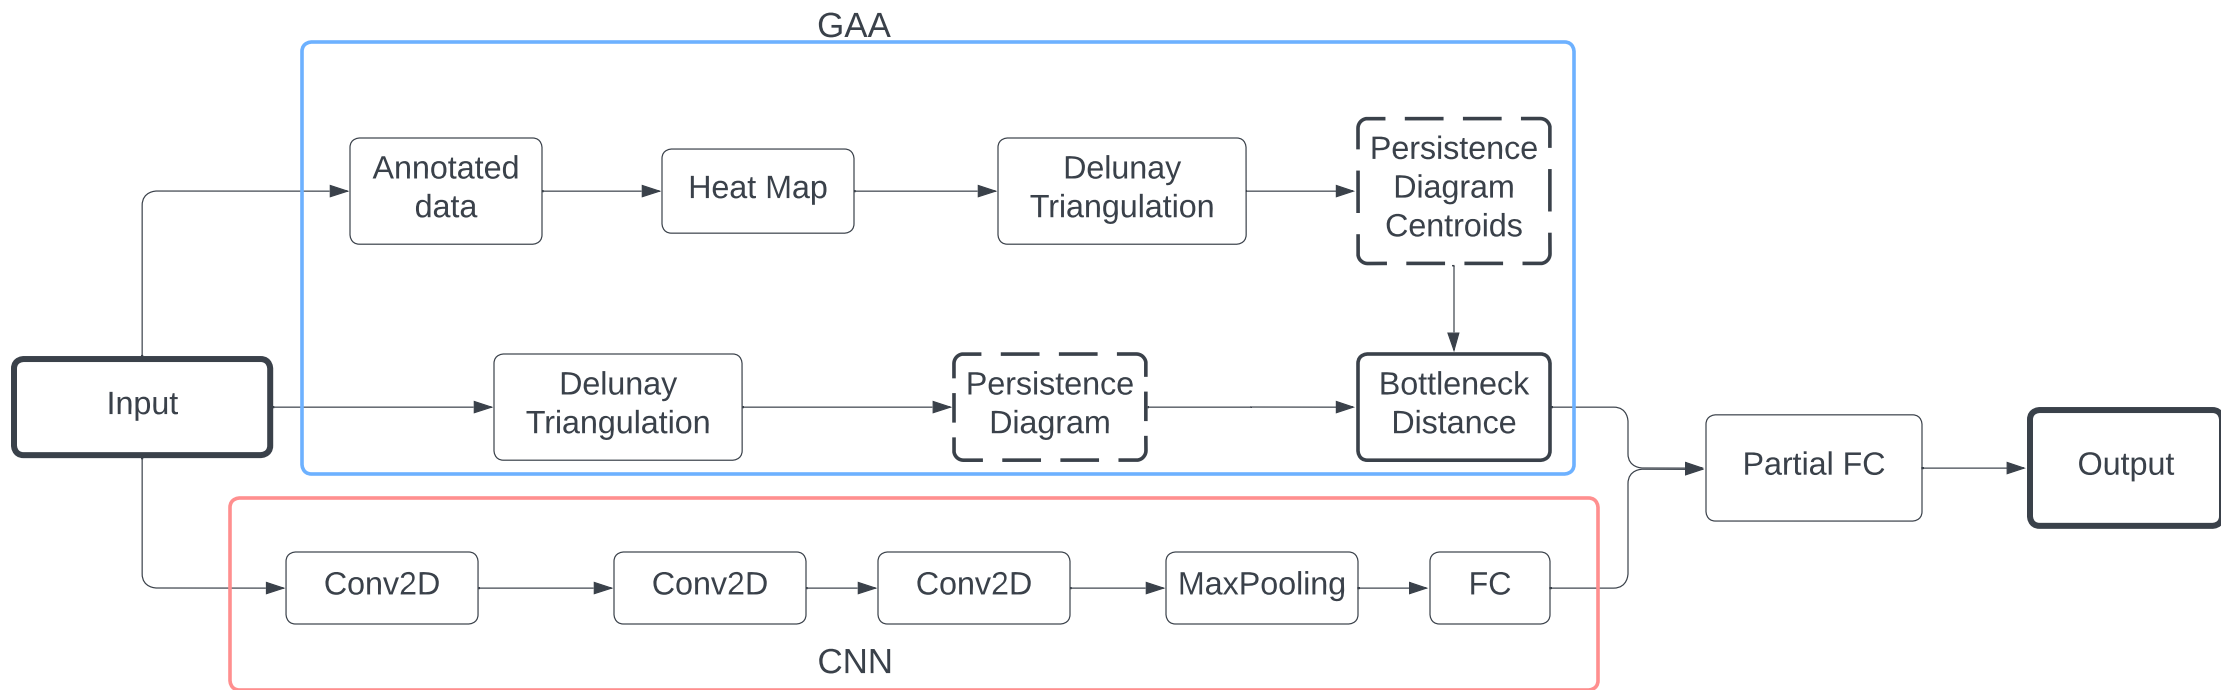 GAA
Annotated
data
Heat Map
Delunay
Triangulation
Persistence
Diagram
Centroids
Input
Delunay
Triangulation
Persistence
Diagram
Bottleneck
Distance
Partial FC
Output
Conv2D
Conv2D
Conv2D
MaxPooling
FC
CNN